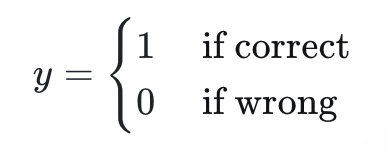 y = { 1 if correct
0 if wrong